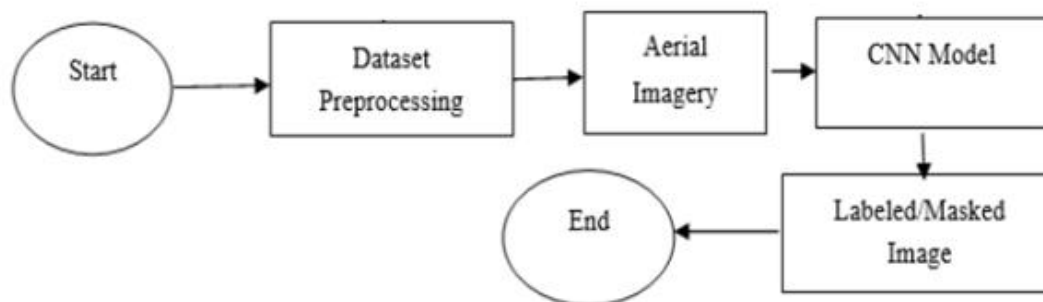 Start
Dataset
Preprocessing
Aerial
Imagery
CNN Model
Labeled/Masked
Image
End